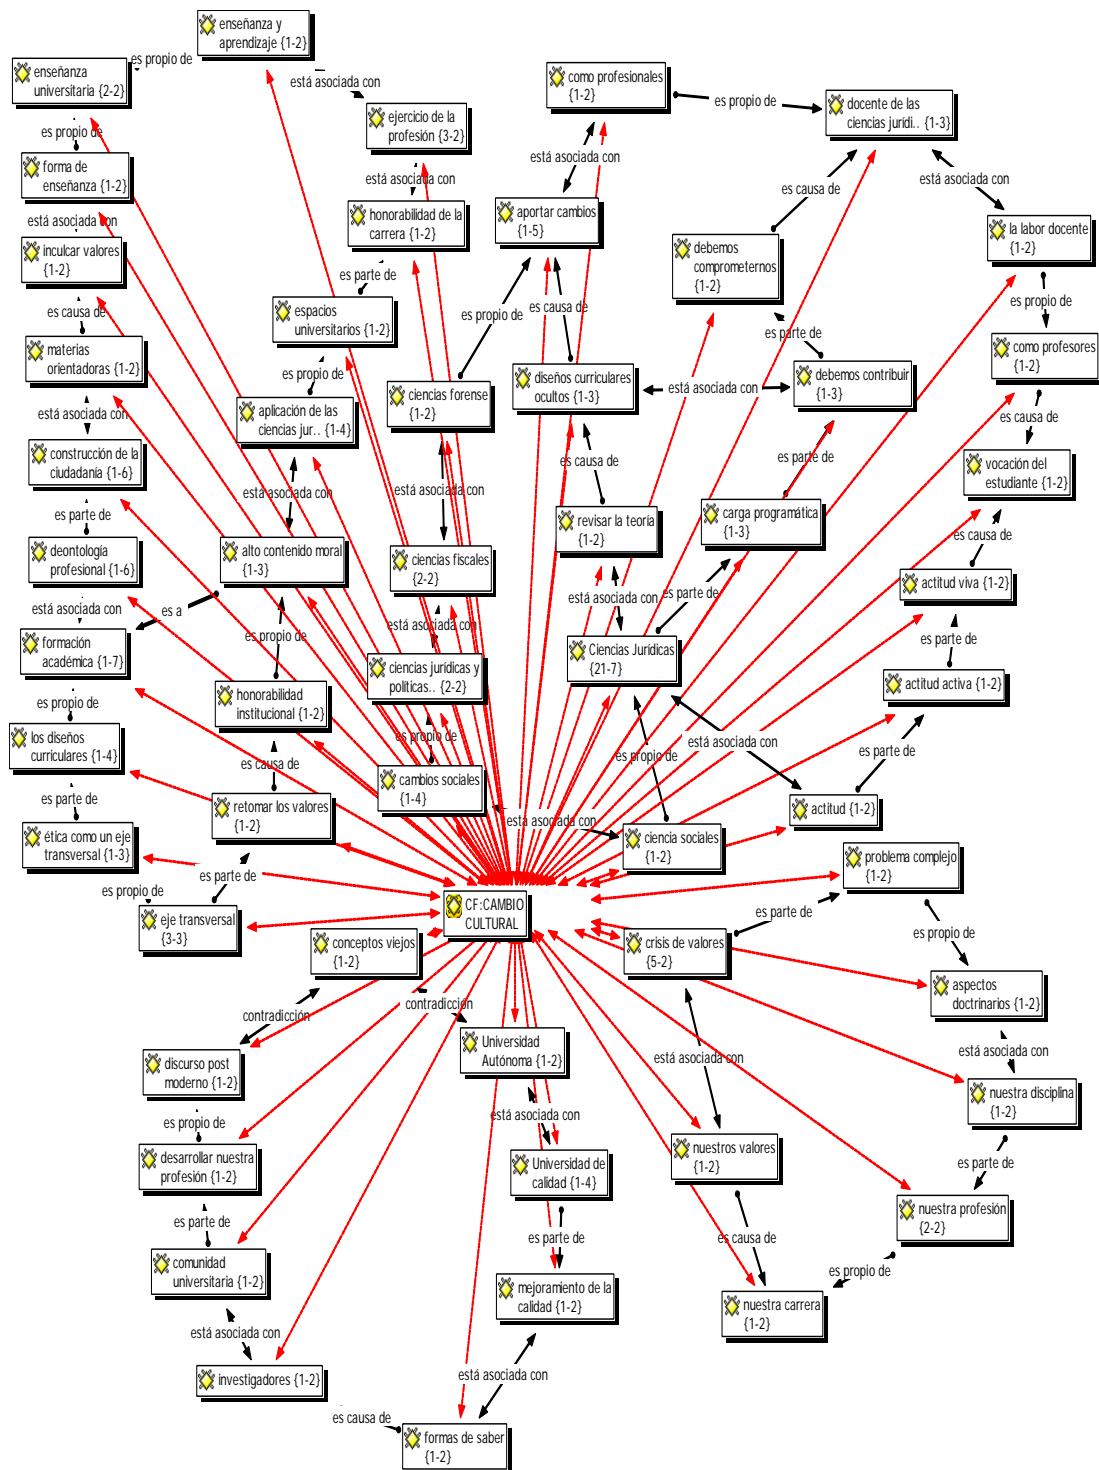 enseñanza y
aprendizaje {1-2}
es propio de
enseñanza
universitaria {2-2}
está asociada con
como profesionales
{1-2}
es propio de
docente de las
ciencias jurídi.. {1-3}
ejercicio de la
profesión {3-2}
es propio de
forma de
enseñanza {1-2}
está asociada con
está asociada con
es causa de
está asociada con
honorabilidad de la
carrera {1-2}
aportar cambios
{1-5}
está asociada con
inculcar valores
{1-2}
la labor docente
{1-2}
debemos
comprometernos
{1-2}
es parte de
es causa de
espacios
universitarios {1-2}
es propio de
es causa de
es propio de
es parte de
materias
orientadoras {1-2}
como profesores
{1-2}
es propio de
ciencias forense
{1-2}
diseños curriculares
ocultos {1-3}
está asociada con
debemos contribuir
{1-3}
aplicación de las
ciencias jur.. {1-4}
está asociada con
es causa de
construcción de la
ciudadanía {1-6}
es causa de
es parte de
vocación del
estudiante {1-2}
está asociada con
está asociada con
es parte de
revisar la teoría
{1-2}
carga programática
{1-3}
es causa de
deontología
profesional {1-6}
alto contenido moral
{1-3}
ciencias fiscales
{2-2}
actitud viva {1-2}
está asociada con
es a
está asociada con
es parte de
está asociada con
es propio de
es parte de
formación
académica {1-7}
Ciencias Jurídicas
{21-7}
ciencias jurídicas y
políticas.. {2-2}
actitud activa {1-2}
es propio de
honorabilidad
institucional {1-2}
los diseños
curriculares {1-4}
es propio de
está asociada con
es propio de
es parte de
es causa de
cambios sociales
{1-4}
es parte de
retomar los valores
{1-2}
actitud {1-2}
está asociada con
ética como un eje
transversal {1-3}
ciencia sociales
{1-2}
problema complejo
{1-2}
es parte de
es propio de
CF:CAMBIO
CULTURAL
eje transversal
{3-3}
es parte de
es propio de
conceptos viejos
{1-2}
crisis de valores
{5-2}
aspectos
doctrinarios {1-2}
contradicción
contradicción
Universidad
Autónoma {1-2}
está asociada con
está asociada con
discurso post
moderno {1-2}
nuestra disciplina
{1-2}
es propio de
está asociada con
desarrollar nuestra
profesión {1-2}
nuestros valores
{1-2}
es parte de
Universidad de
calidad {1-4}
nuestra profesión
{2-2}
es parte de
es parte de
es causa de
comunidad
universitaria {1-2}
es propio de
mejoramiento de la
calidad {1-2}
nuestra carrera
{1-2}
está asociada con
investigadores {1-2}
está asociada con
es causa de
formas de saber
{1-2}